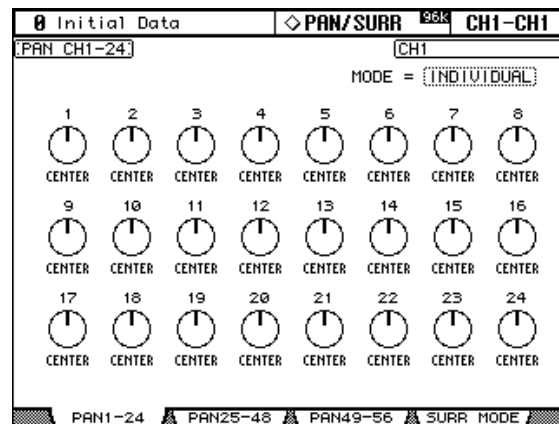 0 Initial Data ◇PAN/SURR 96k CH1-CH1
PAN CH1-24 CH1
MODE = INDIVIDUAL
1 2 3 4 5 6 7 8
CENTER CENTER CENTER CENTER CENTER CENTER CENTER CENTER
9 10 11 12 13 14 15 16
CENTER CENTER CENTER CENTER CENTER CENTER CENTER CENTER
17 18 19 20 21 22 23 24
CENTER CENTER CENTER CENTER CENTER CENTER CENTER CENTER
PAN1-24 PAN25-48 PAN49-56 SURR MODE